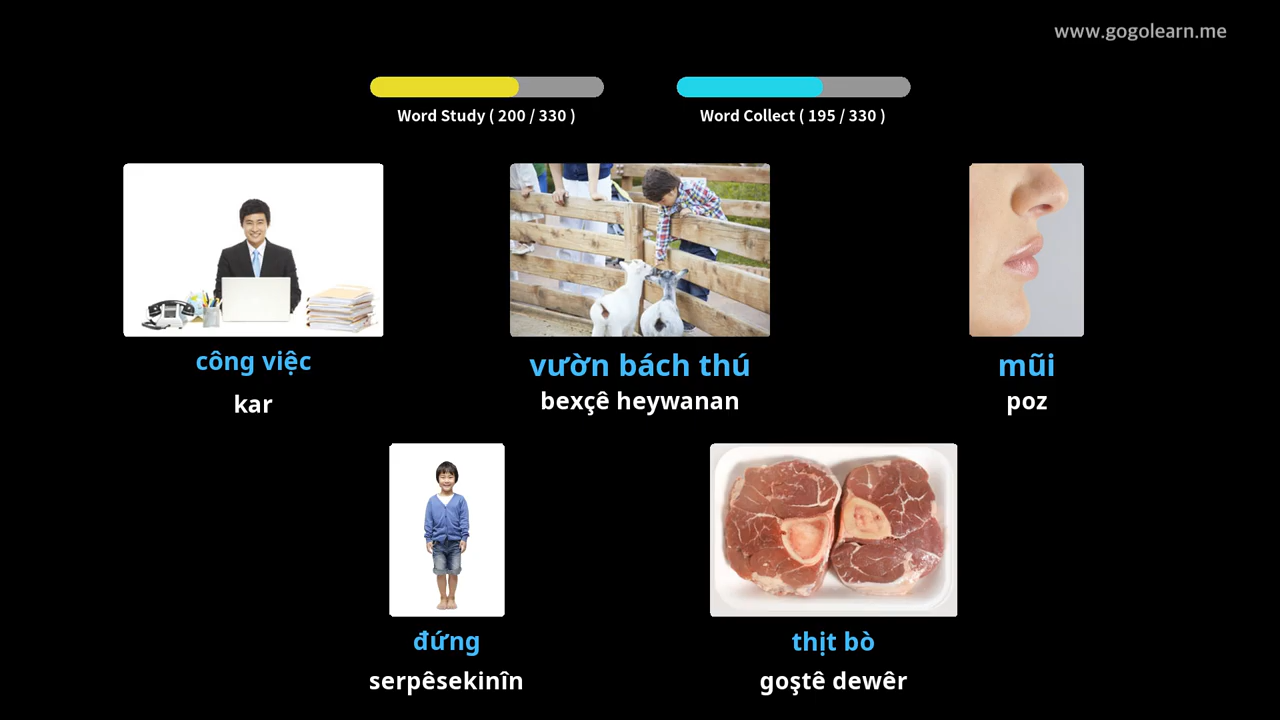 www.gogolearn.me
Word Study ( 200 / 330 )
Word Collect ( 195 / 330 )
công việc
kar
vườn bách thú
bexçê heywanan
mũi
poz
đứng
serpêsekinîn
thịt bò
goştê dewêr